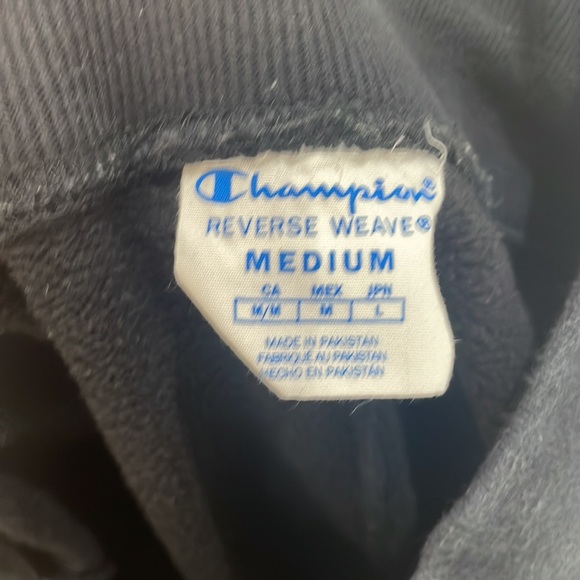 Champion®
REVERSE WEAVE®
MEDIUM
CA MEX JPN
M/M M L
MADE IN PAKISTAN
FABRIQUÉ AU PAKISTAN
HECHO EN PAKISTAN